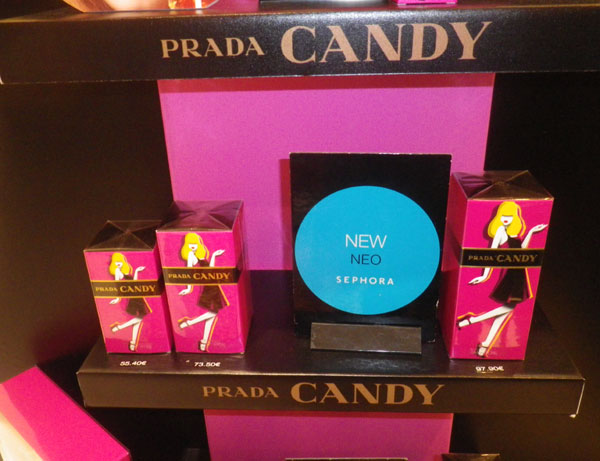 PRADA CANDY
NEW
NEO
SEPHORA
PRADA CANDY
PRADA CANDY
PRADA CANDY
55.40€
73.50€
97.90€
PRADA CANDY